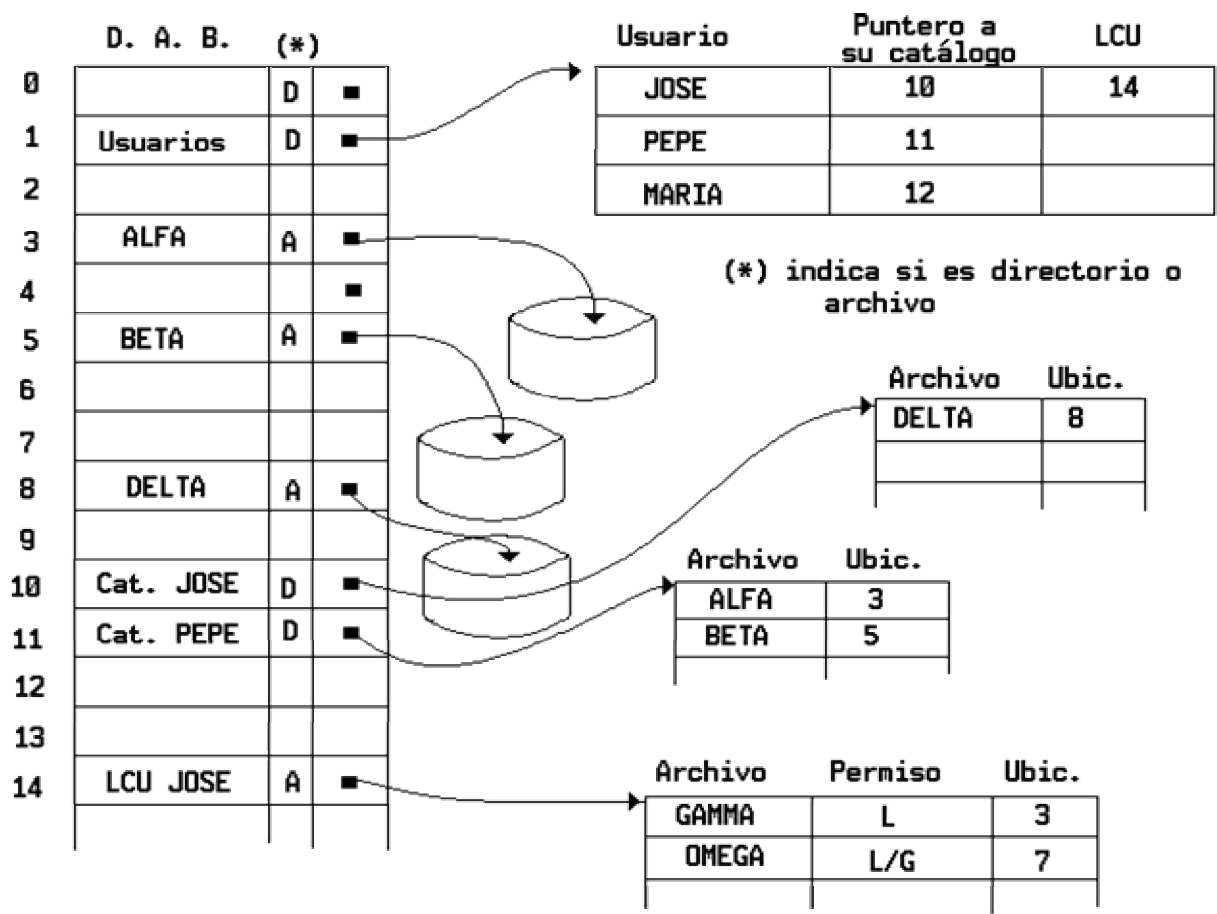 D. A. B. (*)
0 D
1 Usuarios D
2
3 ALFA A
4
5 BETA A
6
7
8 DELTA A
9
10 Cat. JOSE D
11 Cat. PEPE D
12
13
14 LCU JOSE A
Usuario Puntero a su catálogo LCU
JOSE 10 14
PEPE 11
MARIA 12
(*) indica si es directorio o
archivo
Archivo Ubic.
DELTA 8
Archivo Ubic.
ALFA 3
BETA 5
Archivo Permiso Ubic.
GAMMA L 3
OMEGA L/G 7